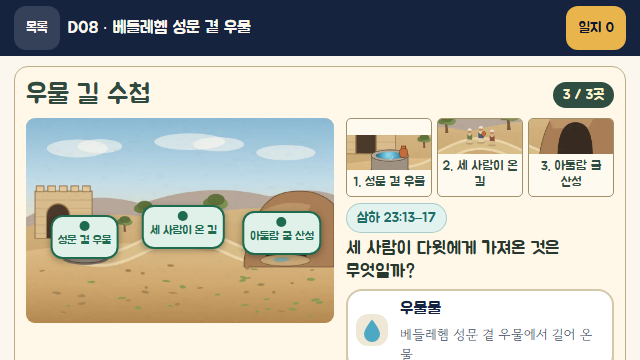 목록
D08 · 베들레헴 성문 곁 우물
일지 0
우물 길 수첩
3 / 3곳
성문 곁 우물
세 사람이 온 길
아둘람 굴 산성
1. 성문 곁 우물
2. 세 사람이 온
길
3. 아둘람 굴
산성
삼하 23:13–17
세 사람이 다윗에게 가져온 것은
무엇일까?
우물물
베들레헴 성문 곁 우물에서 길어 온
물